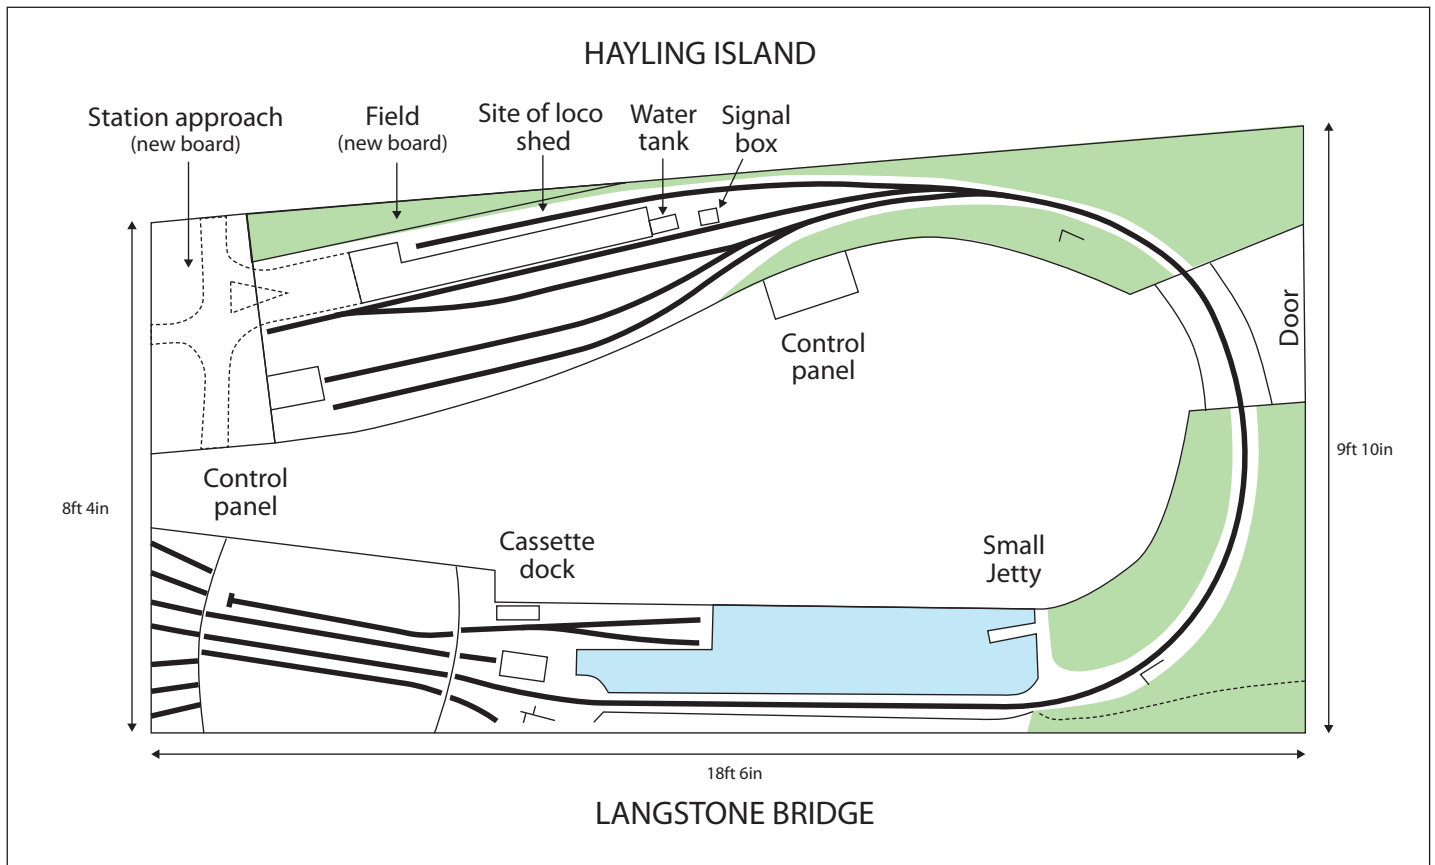 HAYLING ISLAND
Station approach
(new board)
Field
(new board)
Site of loco
shed
Water
tank
Signal
box
Door
Control
panel
9ft 10in
Control
panel
8ft 4in
Cassette
dock
Small
Jetty
18ft 6in
LANGSTONE BRIDGE